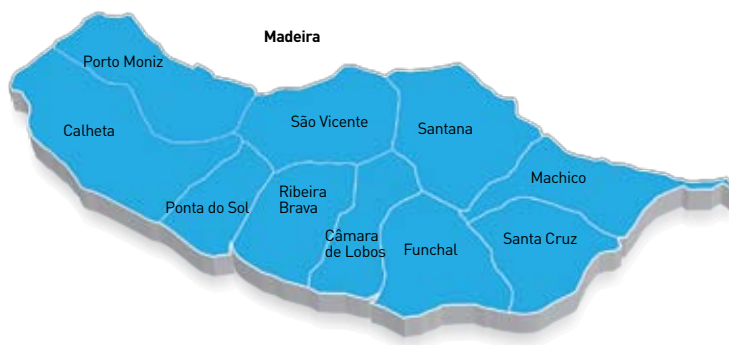 Madeira
Porto Moniz
São Vicente
Santana
Calheta
Machico
Ribeira
Brava
Ponta do Sol
Câmara
de Lobos
Funchal
Santa Cruz